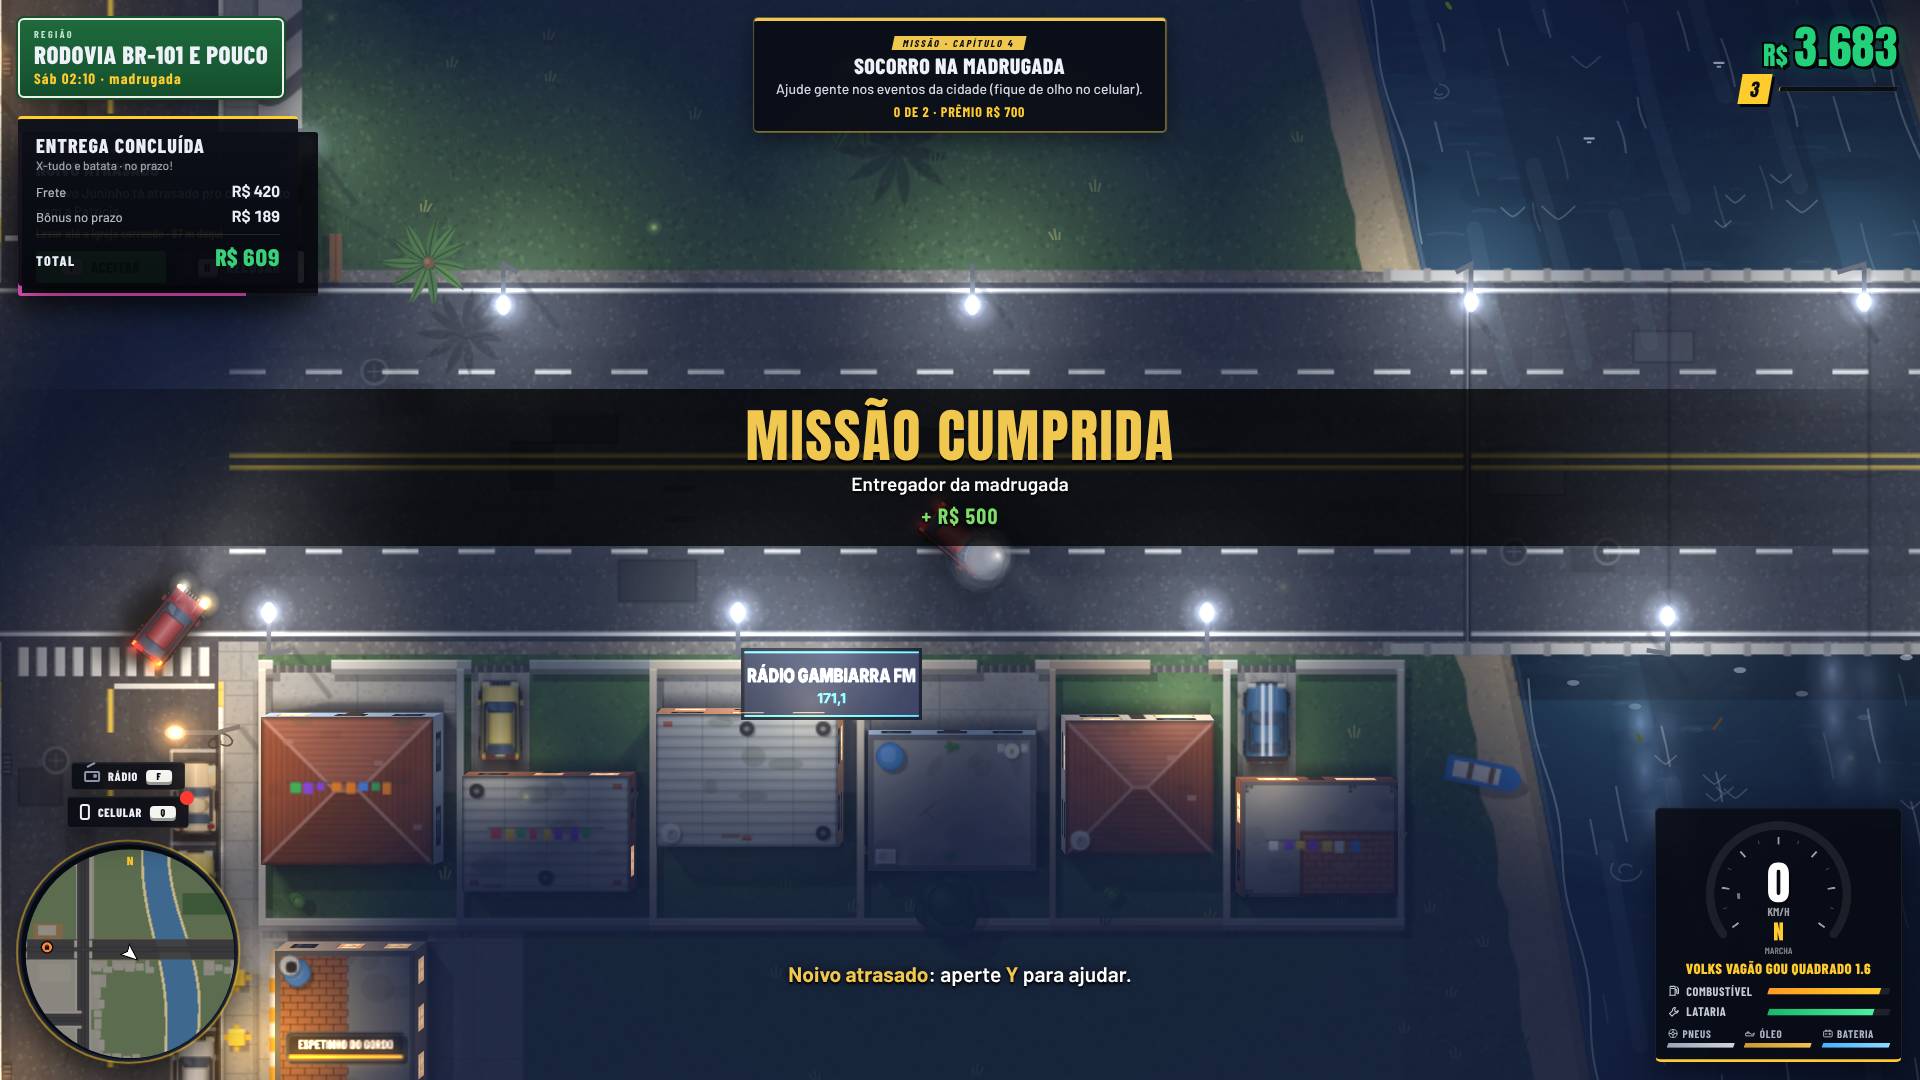 REGIÃO
RODOVIA BR-101 E POUCO
Sáb 02:10 · madrugada
MISSÃO · CAPÍTULO 4
SOCORRO NA MADRUGADA
Ajude gente nos eventos da cidade (fique de olho no celular).
0 DE 2 · PRÊMIO R$ 700
R$ 3.683
3
ENTREGA CONCLUÍDA
X-tudo e batata · no prazo!
Frete R$ 420
Bônus no prazo R$ 189
TOTAL R$ 609
MISSÃO CUMPRIDA
Entregador da madrugada
+ R$ 500
RÁDIO GAMBIARRA FM
171,1
RÁDIO F
CELULAR Q
N
ESPETINHO DO GORDO
Noivo atrasado: aperte Y para ajudar.
0
KM/H
N
MARCHA
VOLKS VAGÃO GOU QUADRADO 1.6
COMBUSTÍVEL
LATARIA
PNEUS ÓLEO BATERIA